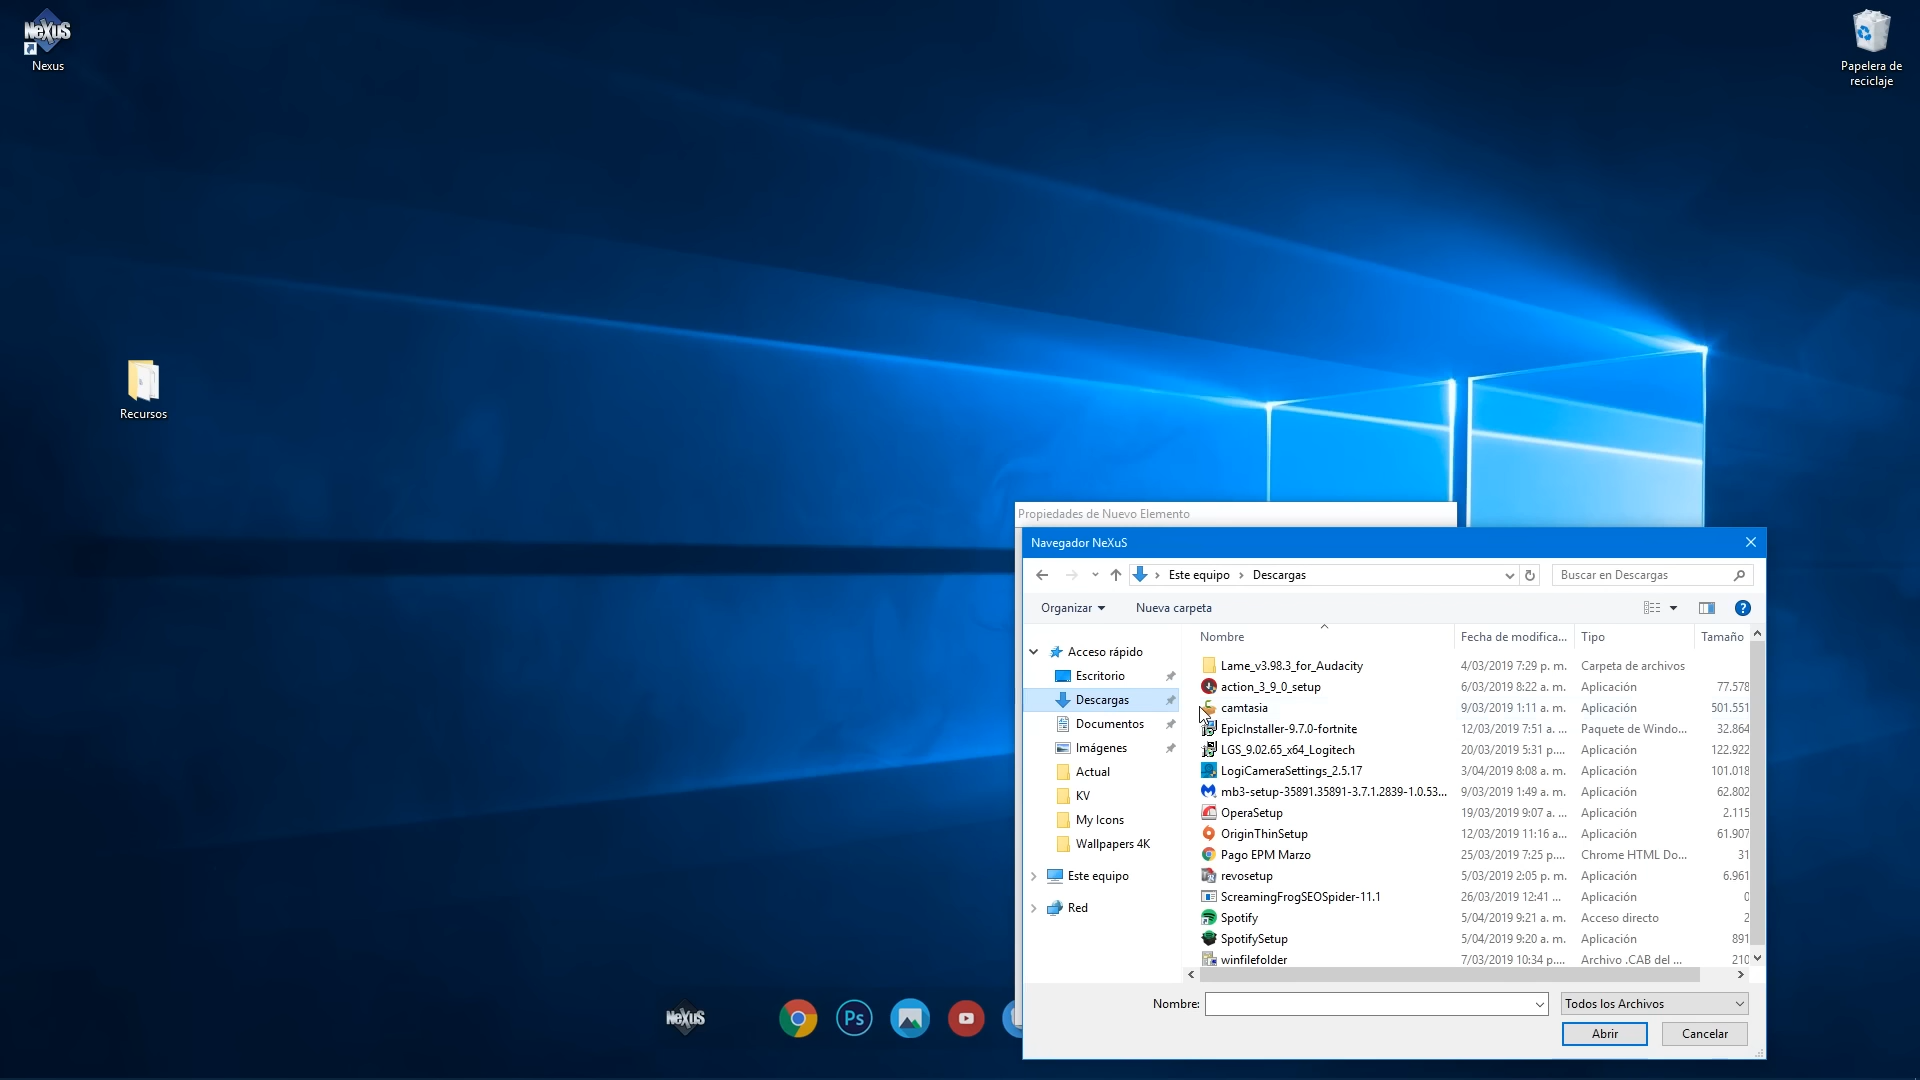 NeXuS
Nexus
Papelera de
reciclaje
Recursos
Propiedades de Nuevo Elemento
Navegador NeXuS
Este equipo
Descargas
Buscar en Descargas
Organizar
Nueva carpeta
Nombre
Fecha de modifica...
Tipo
Tamaño
Acceso rápido
Escritorio
Descargas
Documentos
Imágenes
Actual
KV
My Icons
Wallpapers 4K
Este equipo
Red
Lame_v3.98.3_for_Audacity 4/03/2019 7:29 p. m. Carpeta de archivos
action_3_9_0_setup 6/03/2019 8:22 a. m. Aplicación 77.578
camtasia 9/03/2019 1:11 a. m. Aplicación 501.551
EpicInstaller-9.7.0-fortnite 12/03/2019 7:51 a. ... Paquete de Windo... 32.864
LGS_9.02.65_x64_Logitech 20/03/2019 5:31 p.... Aplicación 122.922
LogiCameraSettings_2.5.17 3/04/2019 8:08 a. m. Aplicación 101.018
mb3-setup-35891.35891-3.7.1.2839-1.0.53... 9/03/2019 1:49 a. m. Aplicación 62.802
OperaSetup 19/03/2019 9:07 a. ... Aplicación 2.115
OriginThinSetup 12/03/2019 11:16 a... Aplicación 61.907
Pago EPM Marzo 25/03/2019 7:25 p.... Chrome HTML Do... 31
revosetup 5/03/2019 2:05 p. m. Aplicación 6.961
ScreamingFrogSEOSpider-11.1 26/03/2019 12:41 ... Aplicación 0
Spotify 5/04/2019 9:21 a. m. Acceso directo 2
SpotifySetup 5/04/2019 9:20 a. m. Aplicación 891
winfilefolder 7/03/2019 10:34 p.... Archivo .CAB del ... 210
Nombre:
Todos los Archivos
Abrir
Cancelar
NeXuS
Ps